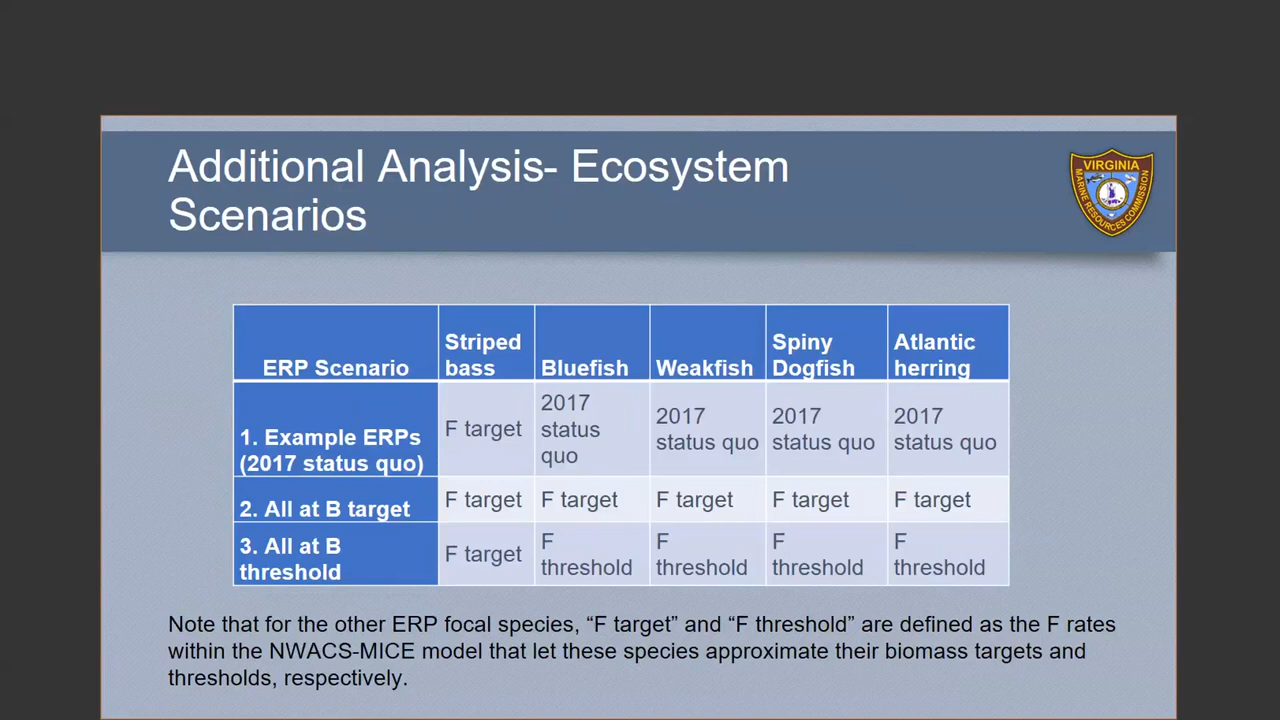 Additional Analysis- Ecosystem
Scenarios
VIRGINIA
MARINE RESOURCES COMMISSION
ERP Scenario
Striped
bass
Bluefish
Weakfish
Spiny
Dogfish
Atlantic
herring
1. Example ERPs
(2017 status quo)
F target
2017
status
quo
2017
status quo
2017
status quo
2017
status quo
2. All at B target
F target
F target
F target
F target
F target
3. All at B
threshold
F target
F
threshold
F
threshold
F
threshold
F
threshold
Note that for the other ERP focal species, “F target” and “F threshold” are defined as the F rates
within the NWACS-MICE model that let these species approximate their biomass targets and
thresholds, respectively.